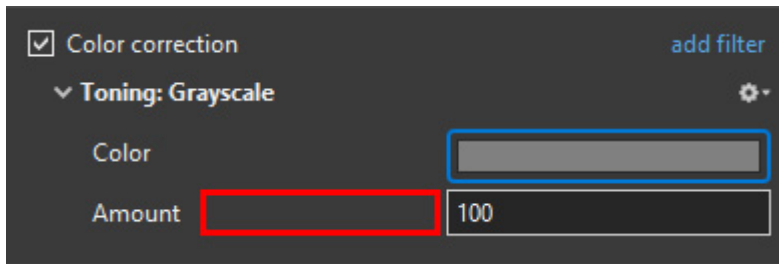 Color correction add filter
Toning: Grayscale
Color
Amount 100